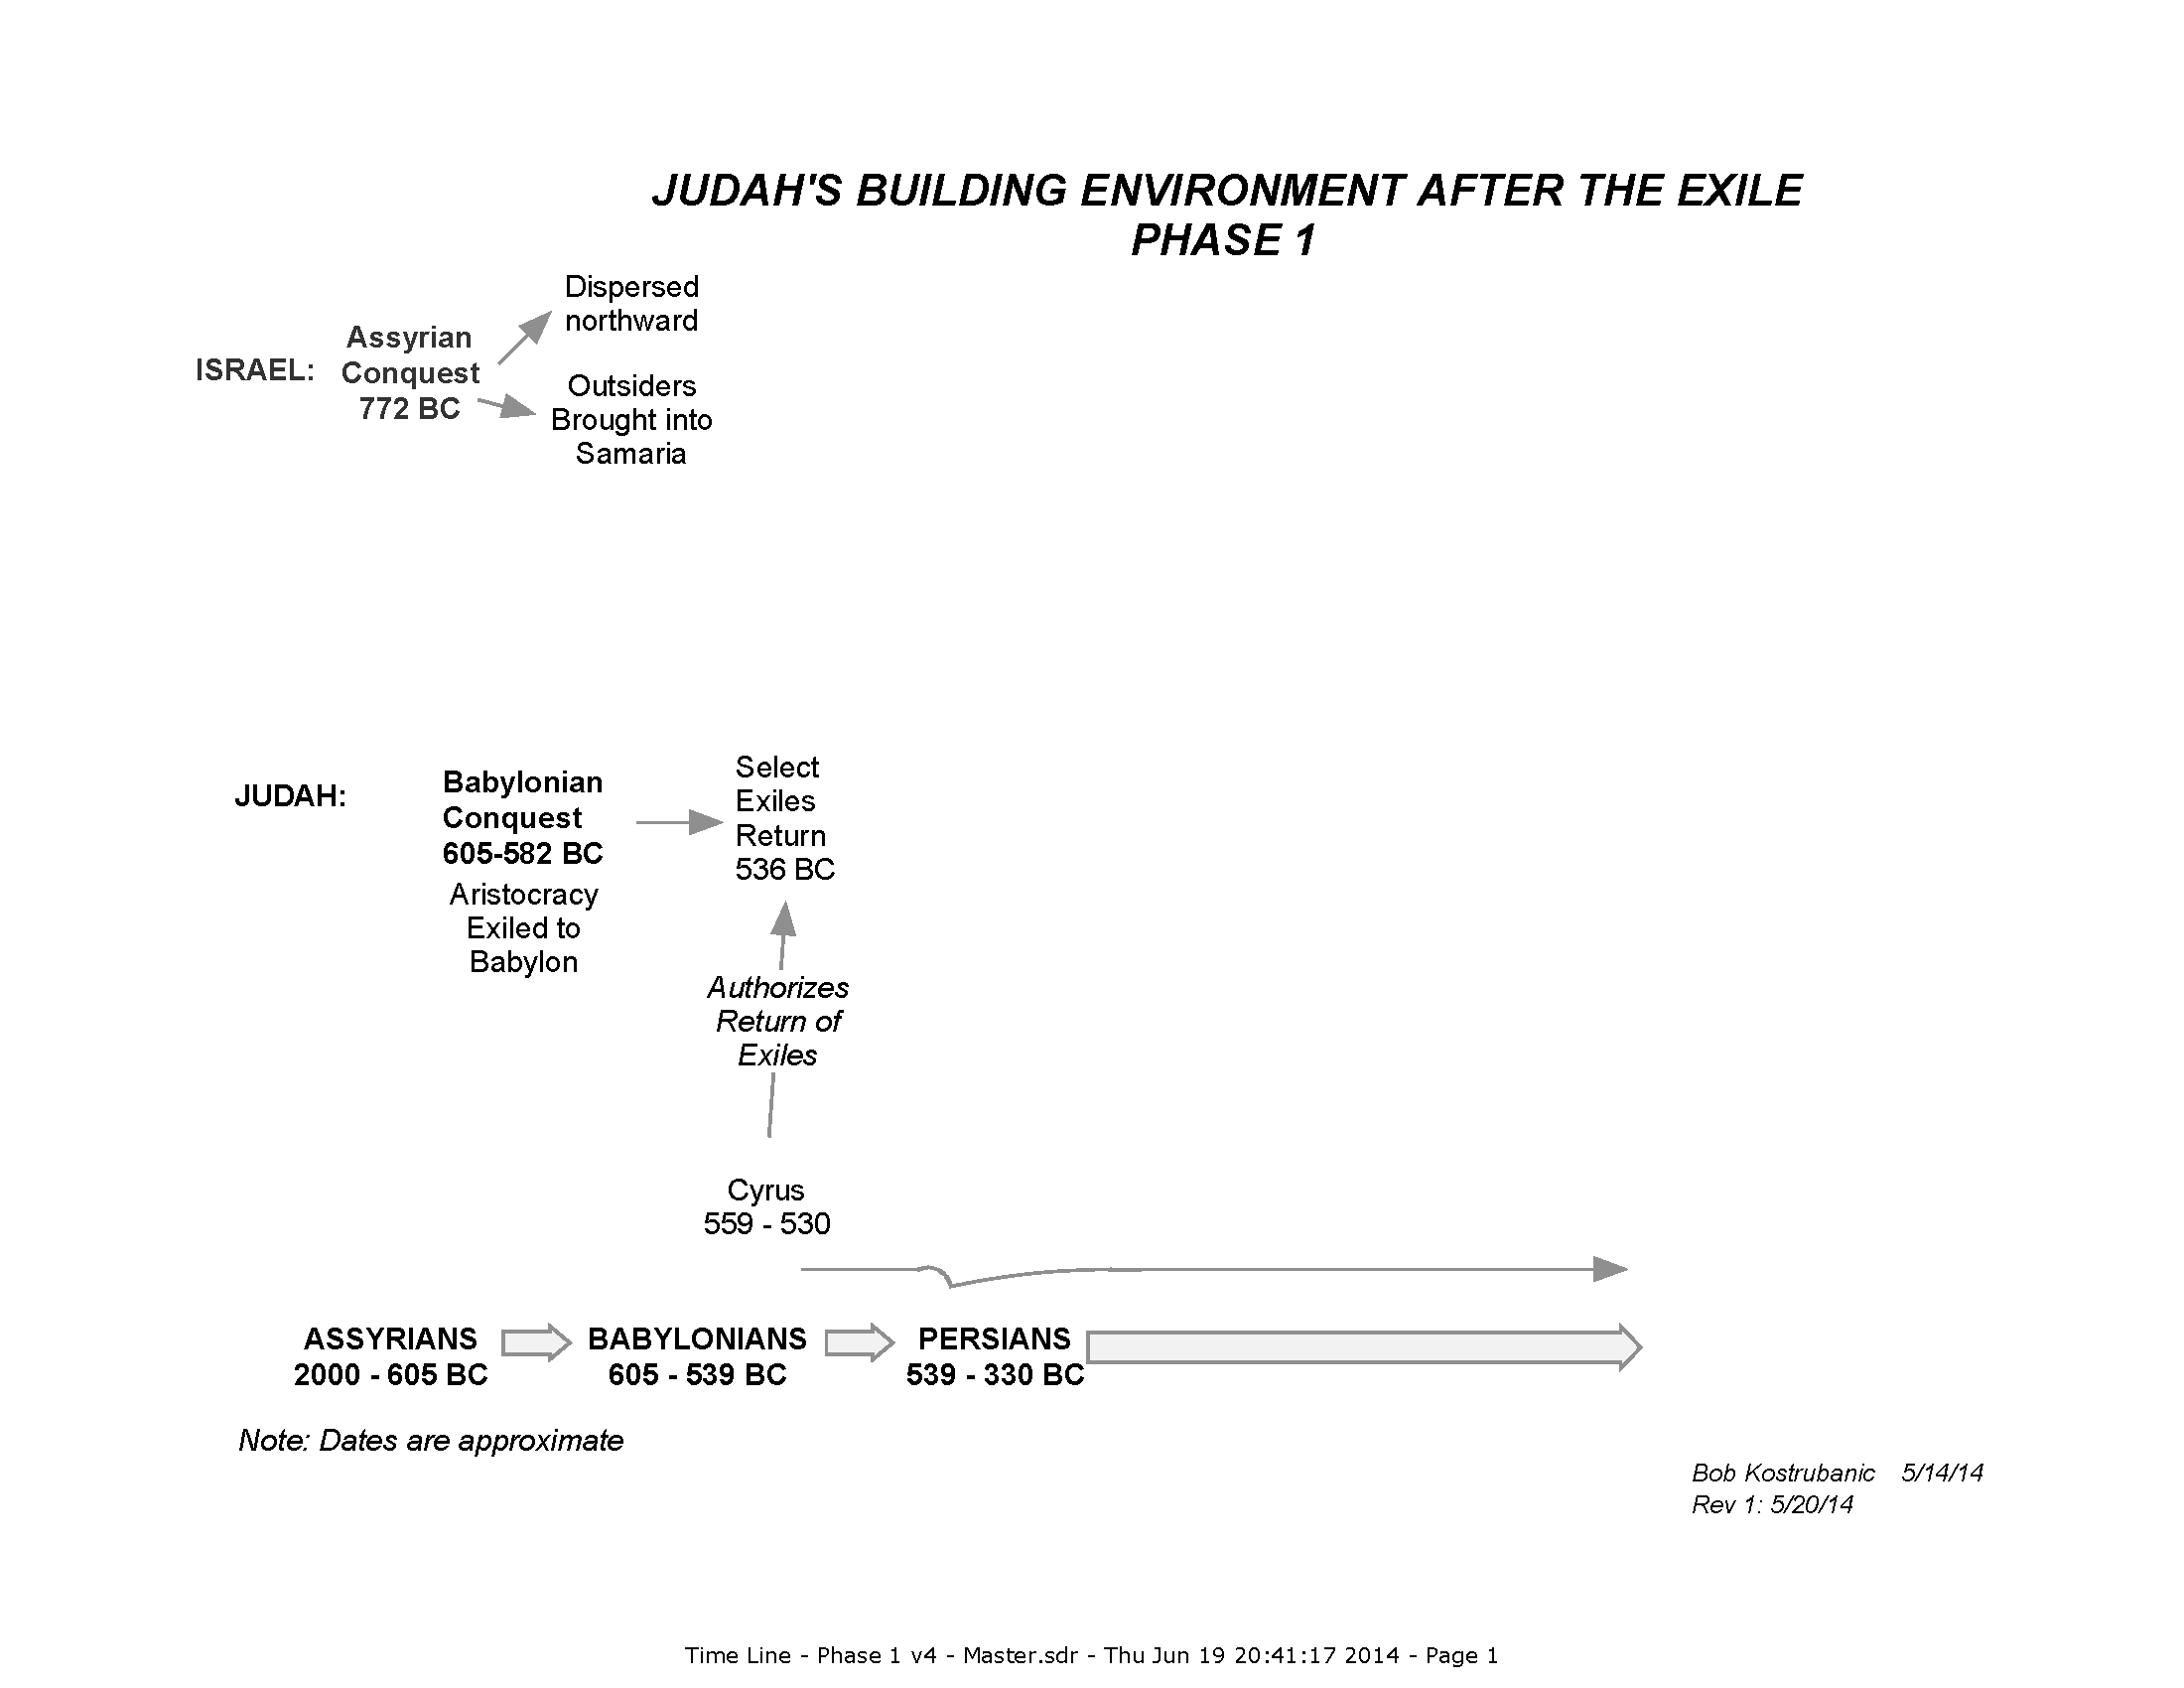 JUDAH'S BUILDING ENVIRONMENT AFTER THE EXILE
PHASE 1
ISRAEL:
Assyrian
Conquest
772 BC
Dispersed
northward
Outsiders
Brought into
Samaria
JUDAH:
Babylonian
Conquest
605-582 BC
Aristocracy
Exiled to
Babylon
Select
Exiles
Return
536 BC
Authorizes
Return of
Exiles
Cyrus
559 - 530
ASSYRIANS
2000 - 605 BC
BABYLONIANS
605 - 539 BC
PERSIANS
539 - 330 BC
Note: Dates are approximate
Bob Kostrubanic 5/14/14
Rev 1: 5/20/14
Time Line - Phase 1 v4 - Master.sdr - Thu Jun 19 20:41:17 2014 - Page 1